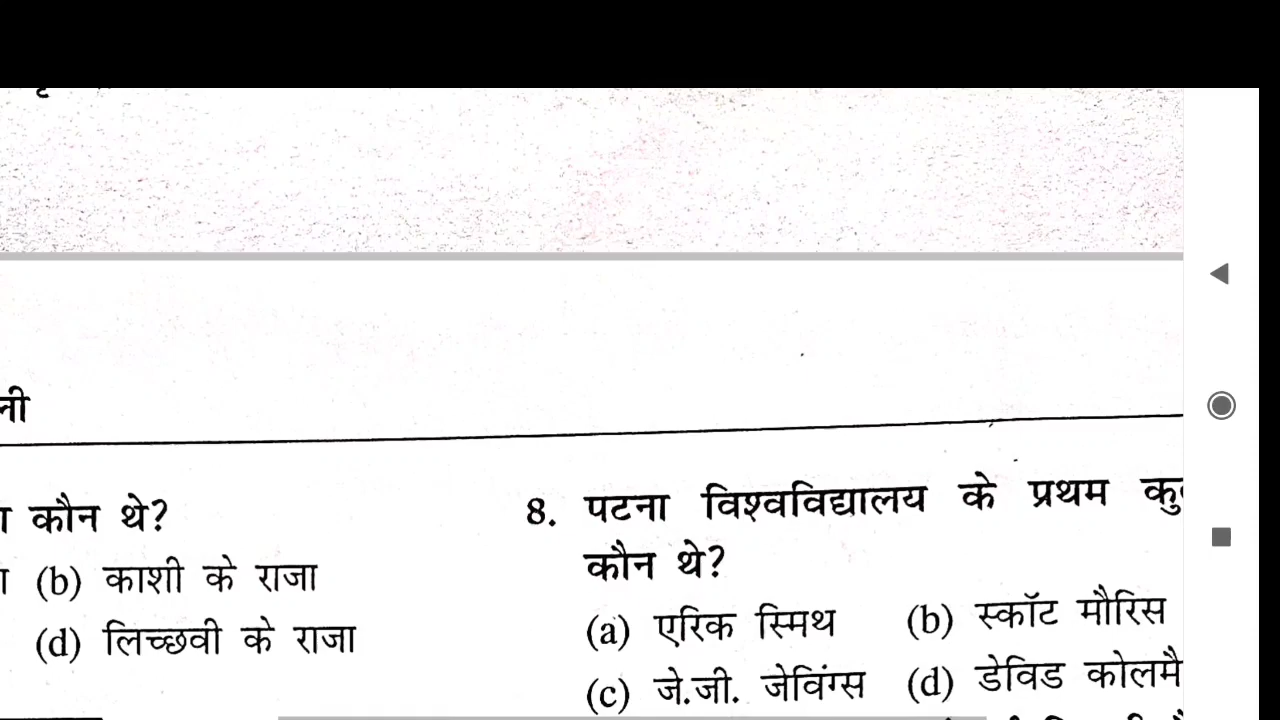 नी
कौन थे?
(b) काशी के राजा
(d) लिच्छवी के राजा
8. पटना विश्वविद्यालय के प्रथम
कौन थे?
(a) एरिक स्मिथ (b) स्कॉट मौरिस
(c) जे.जी. जेविंग्स (d) डेविड कोलमै